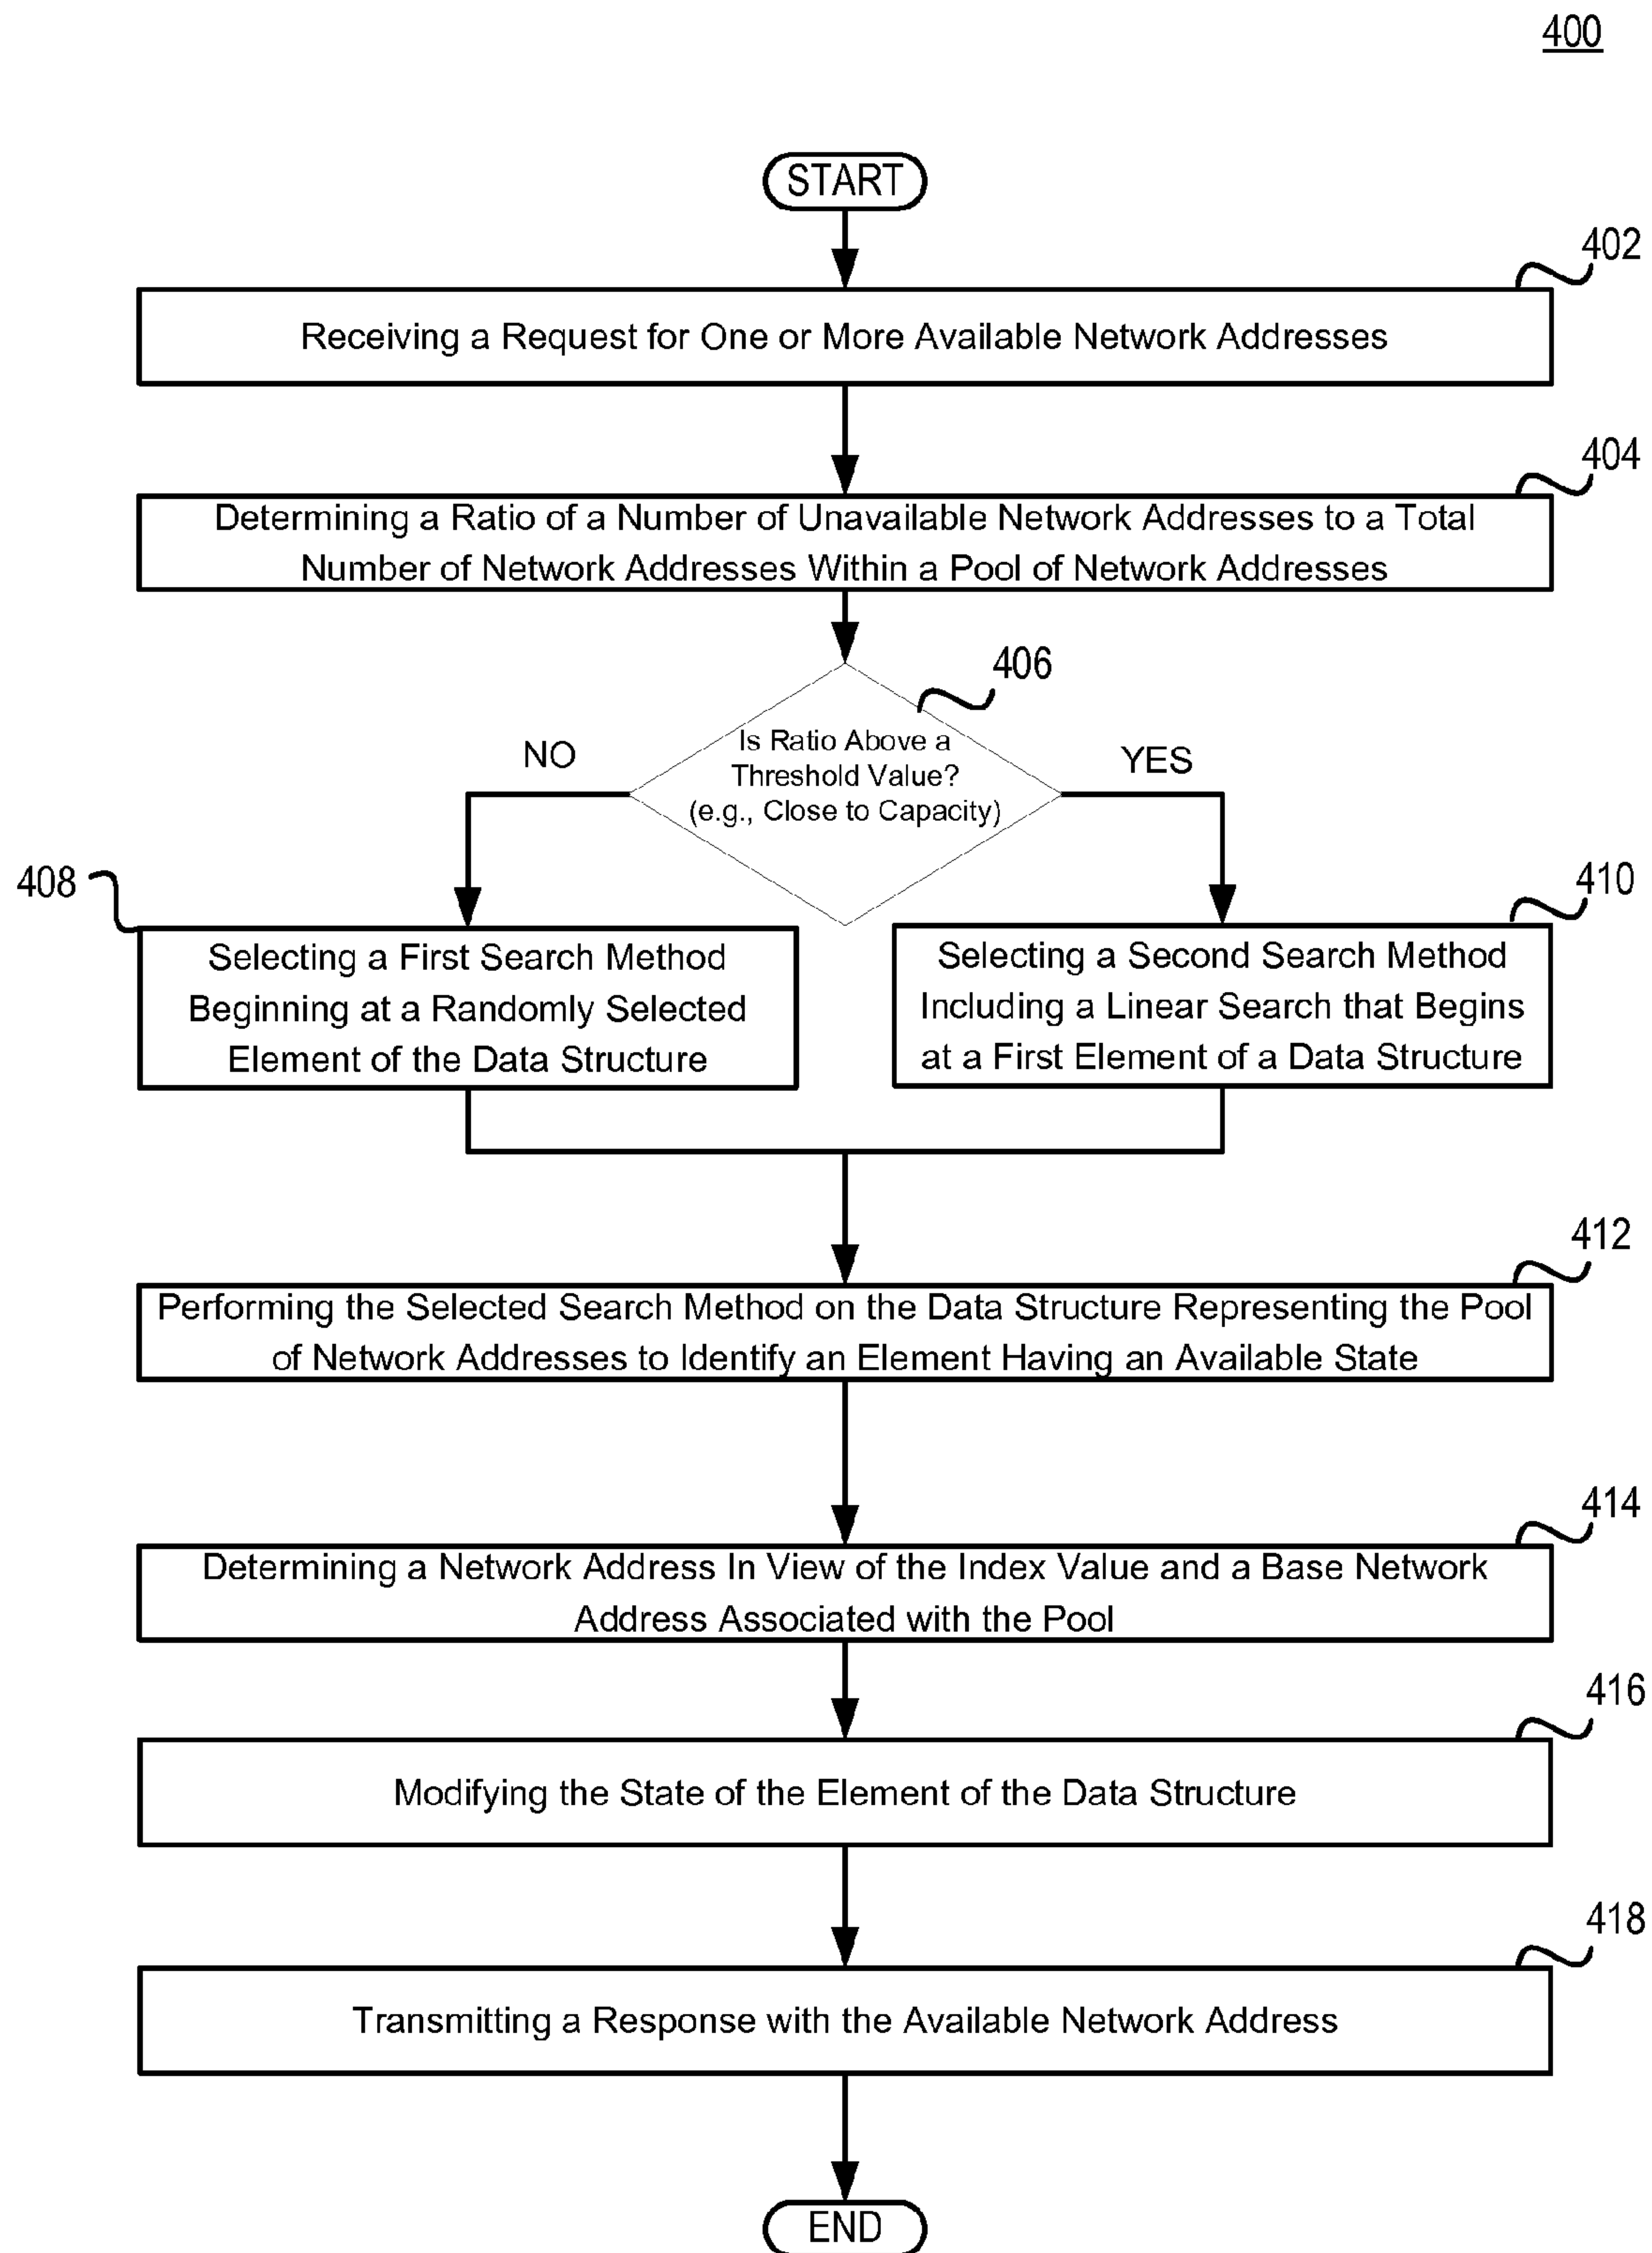 400
START
402
Receiving a Request for One or More Available Network Addresses
404
Determining a Ratio of a Number of Unavailable Network Addresses to a Total
Number of Network Addresses Within a Pool of Network Addresses
406
Is Ratio Above a
Threshold Value?
(e.g., Close to Capacity)
NO
YES
408
Selecting a First Search Method
Beginning at a Randomly Selected
Element of the Data Structure
410
Selecting a Second Search Method
Including a Linear Search that Begins
at a First Element of a Data Structure
412
Performing the Selected Search Method on the Data Structure Representing the Pool
of Network Addresses to Identify an Element Having an Available State
414
Determining a Network Address In View of the Index Value and a Base Network
Address Associated with the Pool
416
Modifying the State of the Element of the Data Structure
418
Transmitting a Response with the Available Network Address
END